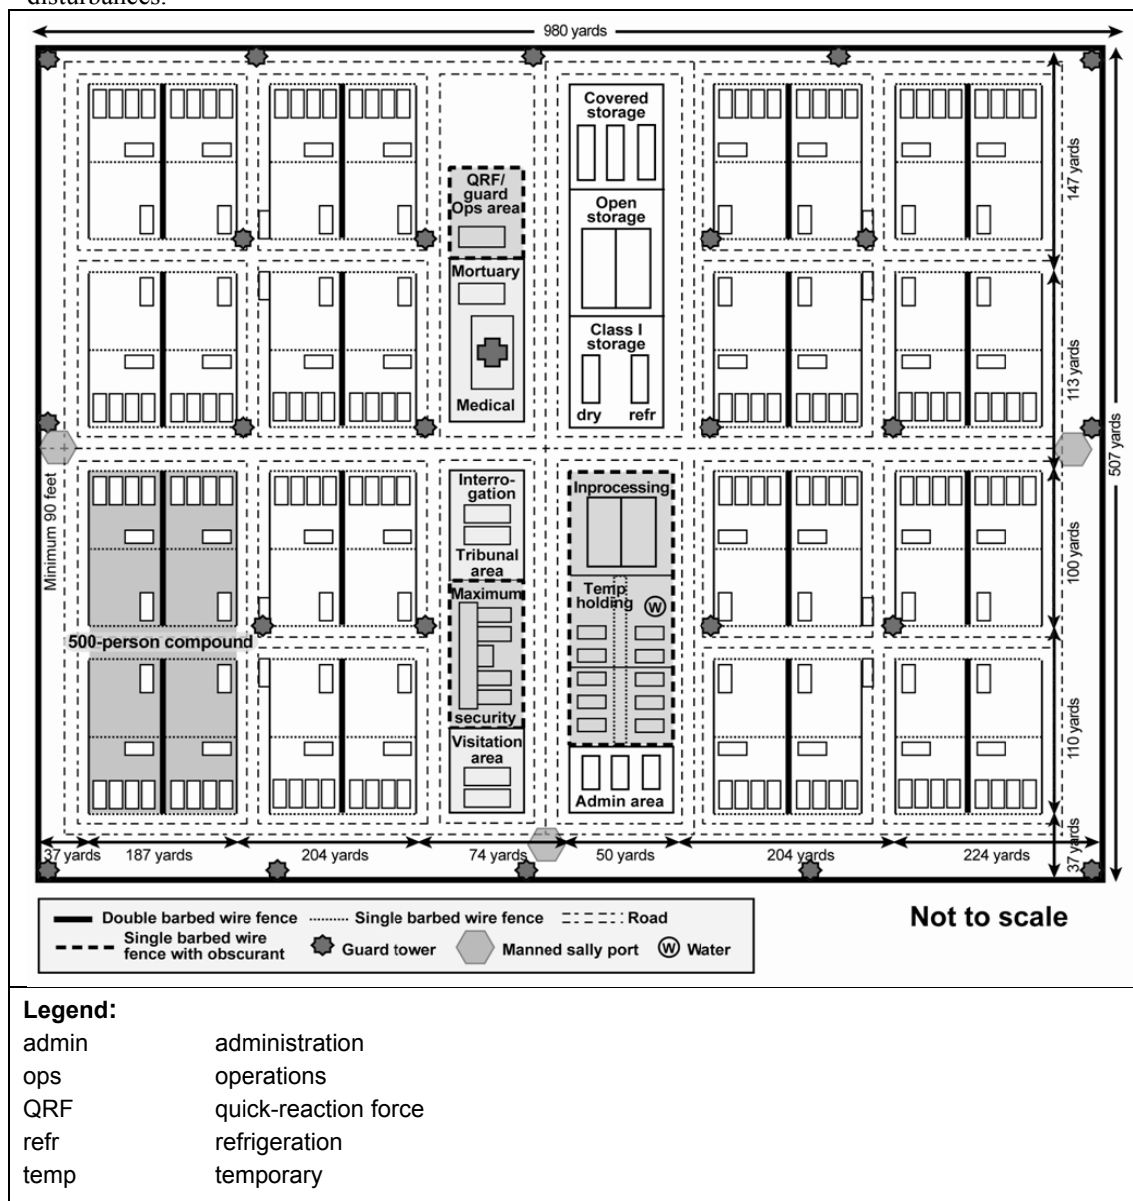 disturbances.
980 yards
Covered
storage
QRF/
guard
Ops area
Open
storage
147 yards
Mortuary
Medical
Class I
storage
dry refr
113 yards
507 yards
Minimum 90 feet
Interro-
gation
Tribunal
area
Inprocessing
Maximum
security
Temp
holding
W
100 yards
500-person compound
Visitation
area
Admin area
110 yards
37 yards
37 yards 187 yards 204 yards 74 yards 50 yards 204 yards 224 yards
Double barbed wire fence Single barbed wire fence Road
Single barbed wire
fence with obscurant
Guard tower Manned sally port W Water
Not to scale
Legend:
admin administration
ops operations
QRF quick-reaction force
refr refrigeration
temp temporary